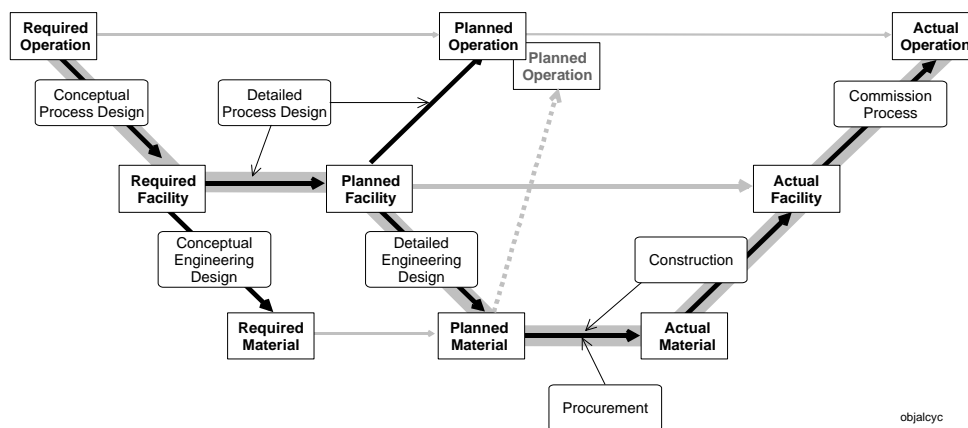 Required
Operation
Planned
Operation
Actual
Operation
Planned
Operation
Conceptual
Process Design
Detailed
Process Design
Commission
Process
Required
Facility
Planned
Facility
Actual
Facility
Conceptual
Engineering
Design
Detailed
Engineering
Design
Construction
Required
Material
Planned
Material
Actual
Material
Procurement
objalcyc